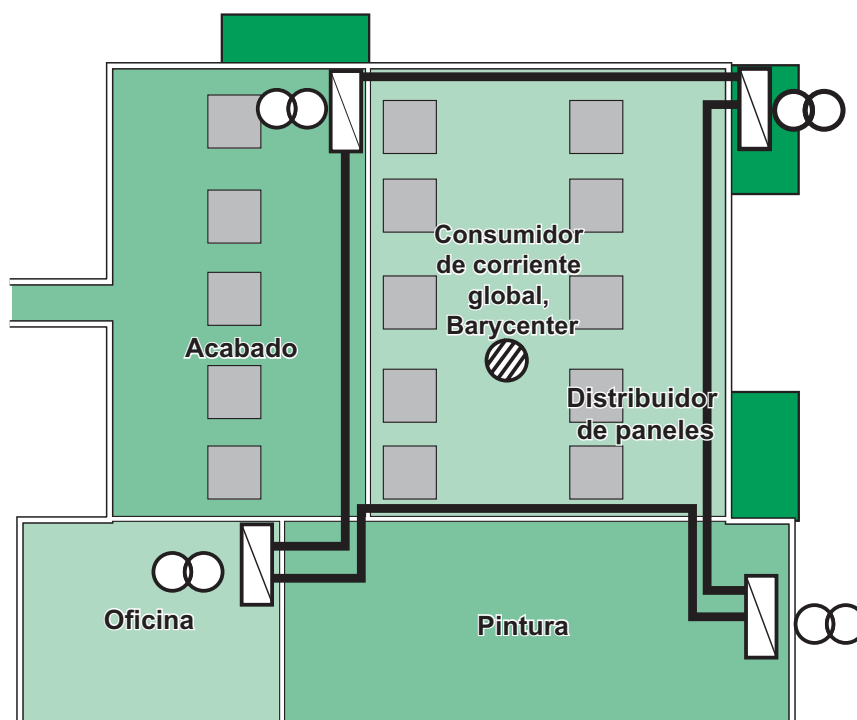 Consumidor
de corriente
global,
Barycenter
Acabado
Distribuidor
de paneles
Oficina
Pintura